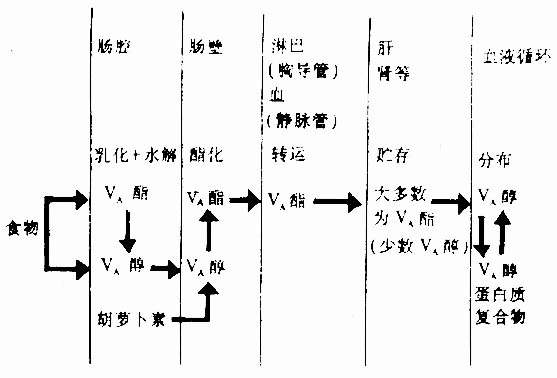 肠腔 肠壁 淋巴 肝 血液循环
(胸导管) 肾等
血
(静脉管)
乳化+水解 酯化 转运 贮存 分布
V_A 酯 V_A 酯 V_A 酯 大多数 V_A 醇
食物 为 V_A 酯
(少数 V_A 醇)
V_A 醇 V_A 醇 V_A 醇
蛋白质
胡萝卜素 复合物